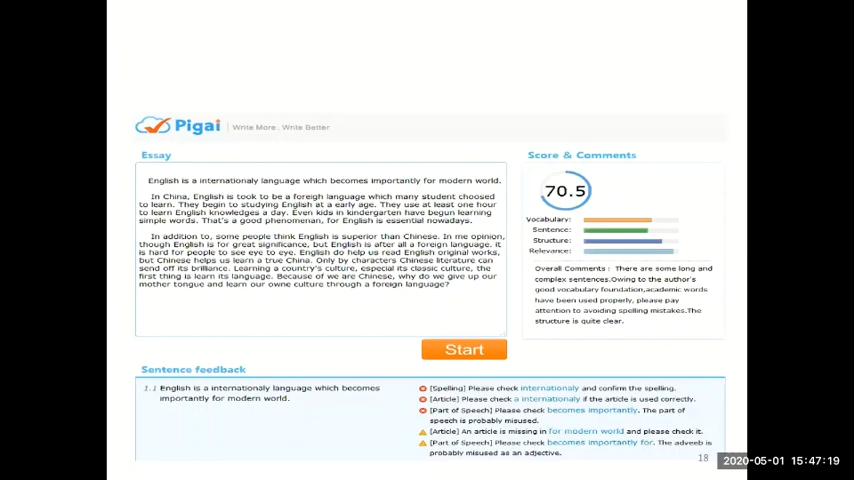 Pigai Write More . Write Better
Essay
Score & Comments
English is a internationaly language which becomes importantly for modern world.
In China, English is took to be a foreigh language which many student choosed
to learn. They begin to studying English at a early age. They use at least one hour
to learn English knowledges a day. Even kids in kindergarten have begun learning
simple words. That's a good phenomenan, for English is essential nowadays.
In addition to, some people think English is superior than Chinese. In me opinion,
though English is for great significance, but English is after all a foreign language. it
is hard for people to see eye to eye. English do help us read English original works,
but Chinese helps us learn a true China. Only by characters Chinese literature can
send off its brilliance. Learning a country's culture, especial its classic culture, the
first thing is learn its language. Because of we are Chinese, why do we give up our
mother tongue and learn our owne culture through a foreign language?
70.5
Vocabulary:
Sentence:
Structure:
Relevance:
Overall Comments : There are some long and
complex sentences.Owing to the author's
good vocabulary foundation,academic words
have been used properly, please pay
attention to avoiding spelling mistakes.The
structure is quite clear.
Start
Sentence feedback
1.1 English is a internationaly language which becomes
importantly for modern world.
[Spelling] Please check internationaly and confirm the spelling.
[Article] Please check a internationaly if the article is used correctly.
[Part of Speech] Please check becomes importantly. The part of
speech is probably misused.
[Article] An article is missing in for modern world and please check it.
[Part of Speech] Please check becomes importantly for. The adveeb is
probably misused as an adjective.
18
2020-05-01 15:47:19